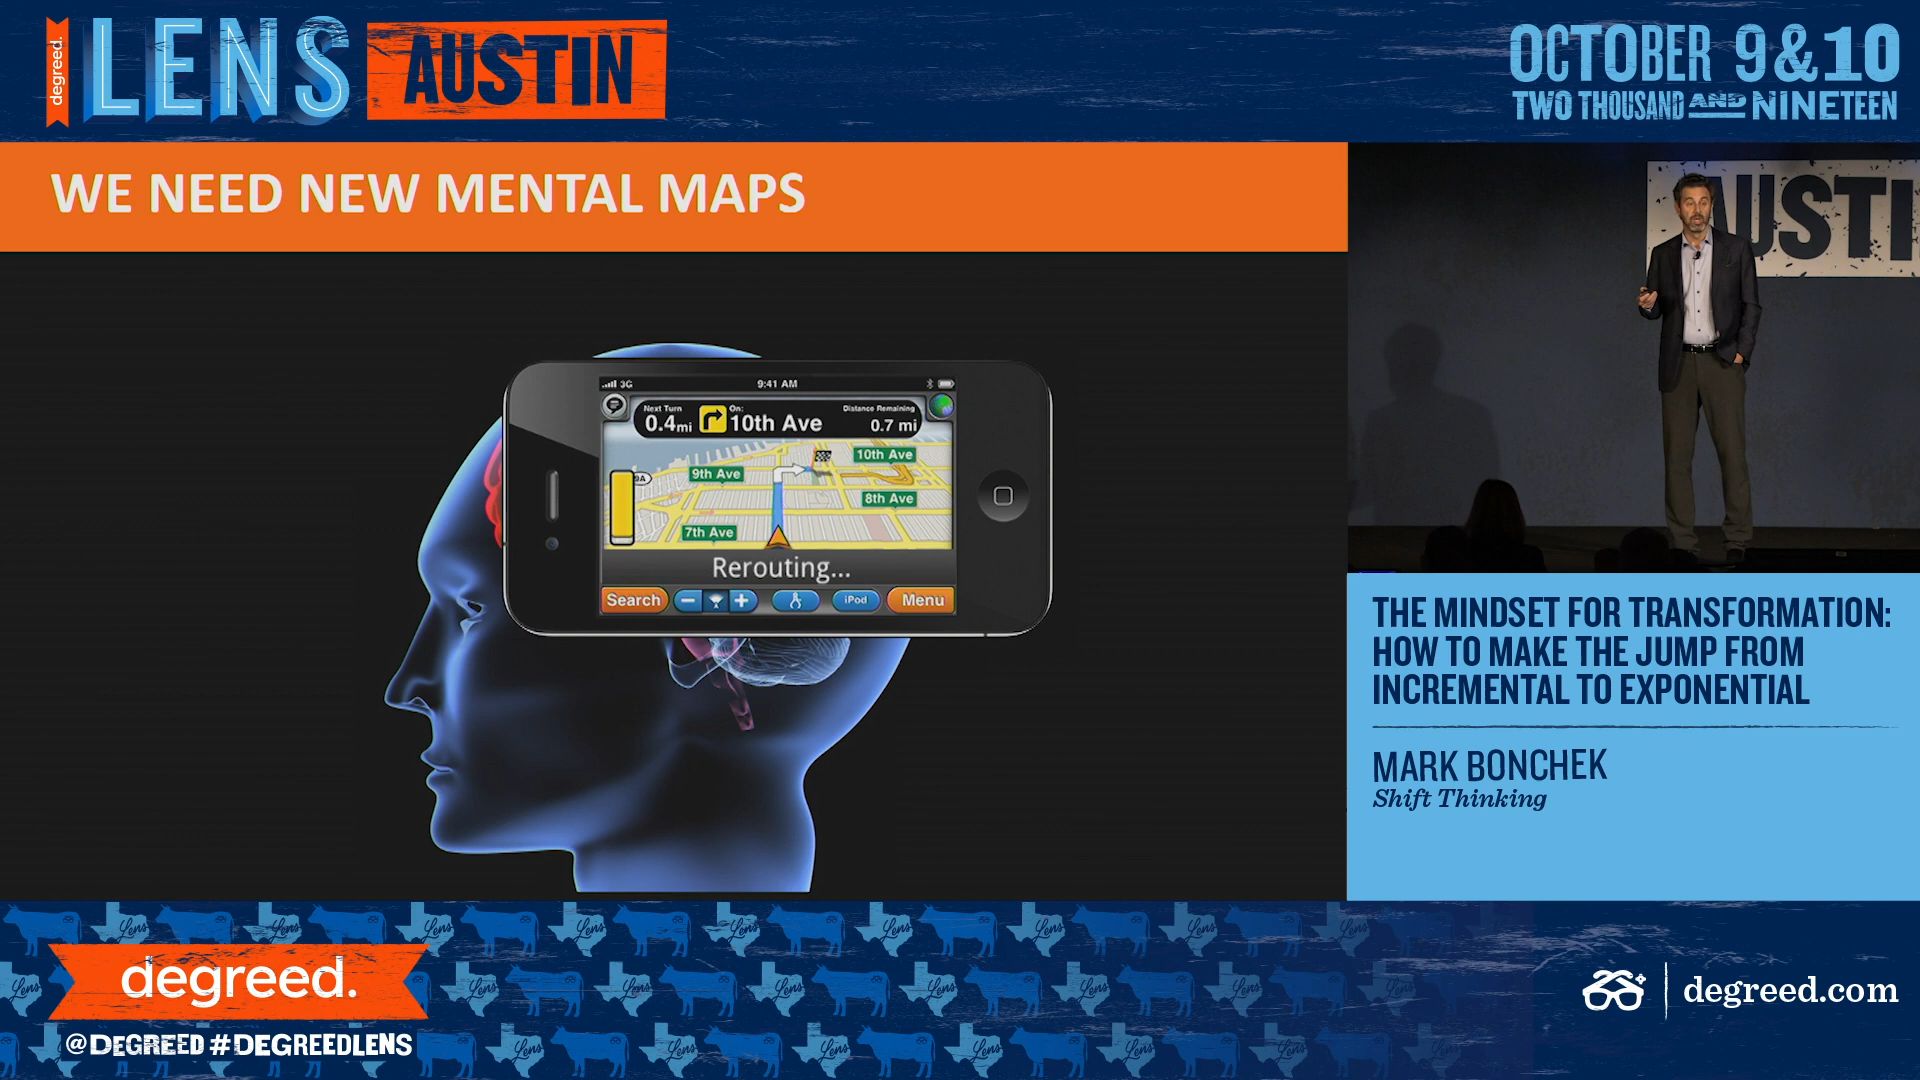 degreed.
LENS
AUSTIN
OCTOBER 9&10
TWO THOUSAND AND NINETEEN
WE NEED NEW MENTAL MAPS
3G
9:41 AM
Next Turn
0.4mi
On:
10th Ave
Distance Remaining
0.7 mi
9A
9th Ave
10th Ave
8th Ave
7th Ave
Rerouting...
Search
−
+
iPod
Menu
AUSTI
THE MINDSET FOR TRANSFORMATION:
HOW TO MAKE THE JUMP FROM
INCREMENTAL TO EXPONENTIAL
MARK BONCHEK
Shift Thinking
Lens
degreed.
@DEGREED #DEGREEDLENS
degreed.com